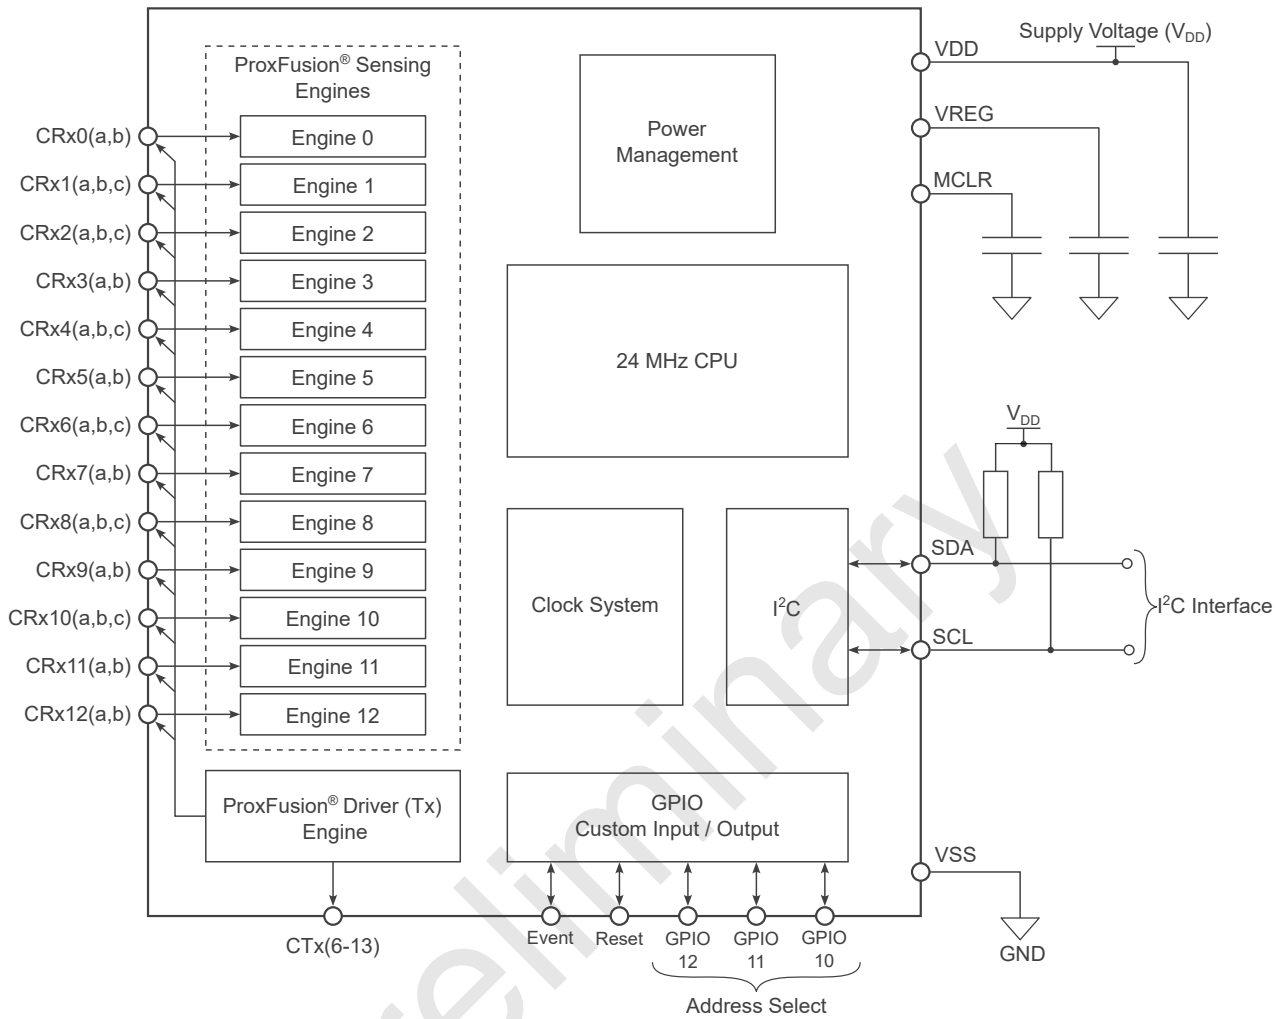 Supply Voltage (VDD)
VDD
VREG
MCLR
ProxFusion® Sensing
Engines
CRx0(a,b)
Engine 0
CRx1(a,b,c)
Engine 1
CRx2(a,b,c)
Engine 2
CRx3(a,b)
Engine 3
CRx4(a,b,c)
Engine 4
CRx5(a,b)
Engine 5
CRx6(a,b,c)
Engine 6
CRx7(a,b)
Engine 7
CRx8(a,b,c)
Engine 8
CRx9(a,b)
Engine 9
CRx10(a,b,c)
Engine 10
CRx11(a,b)
Engine 11
CRx12(a,b)
Engine 12
Power
Management
24 MHz CPU
Clock System
I²C
VDD
SDA
SCL
I²C Interface
ProxFusion® Driver (Tx)
Engine
CTx(6-13)
GPIO
Custom Input / Output
Event
Reset
GPIO
12
GPIO
11
GPIO
10
Address Select
VSS
GND
Preliminary